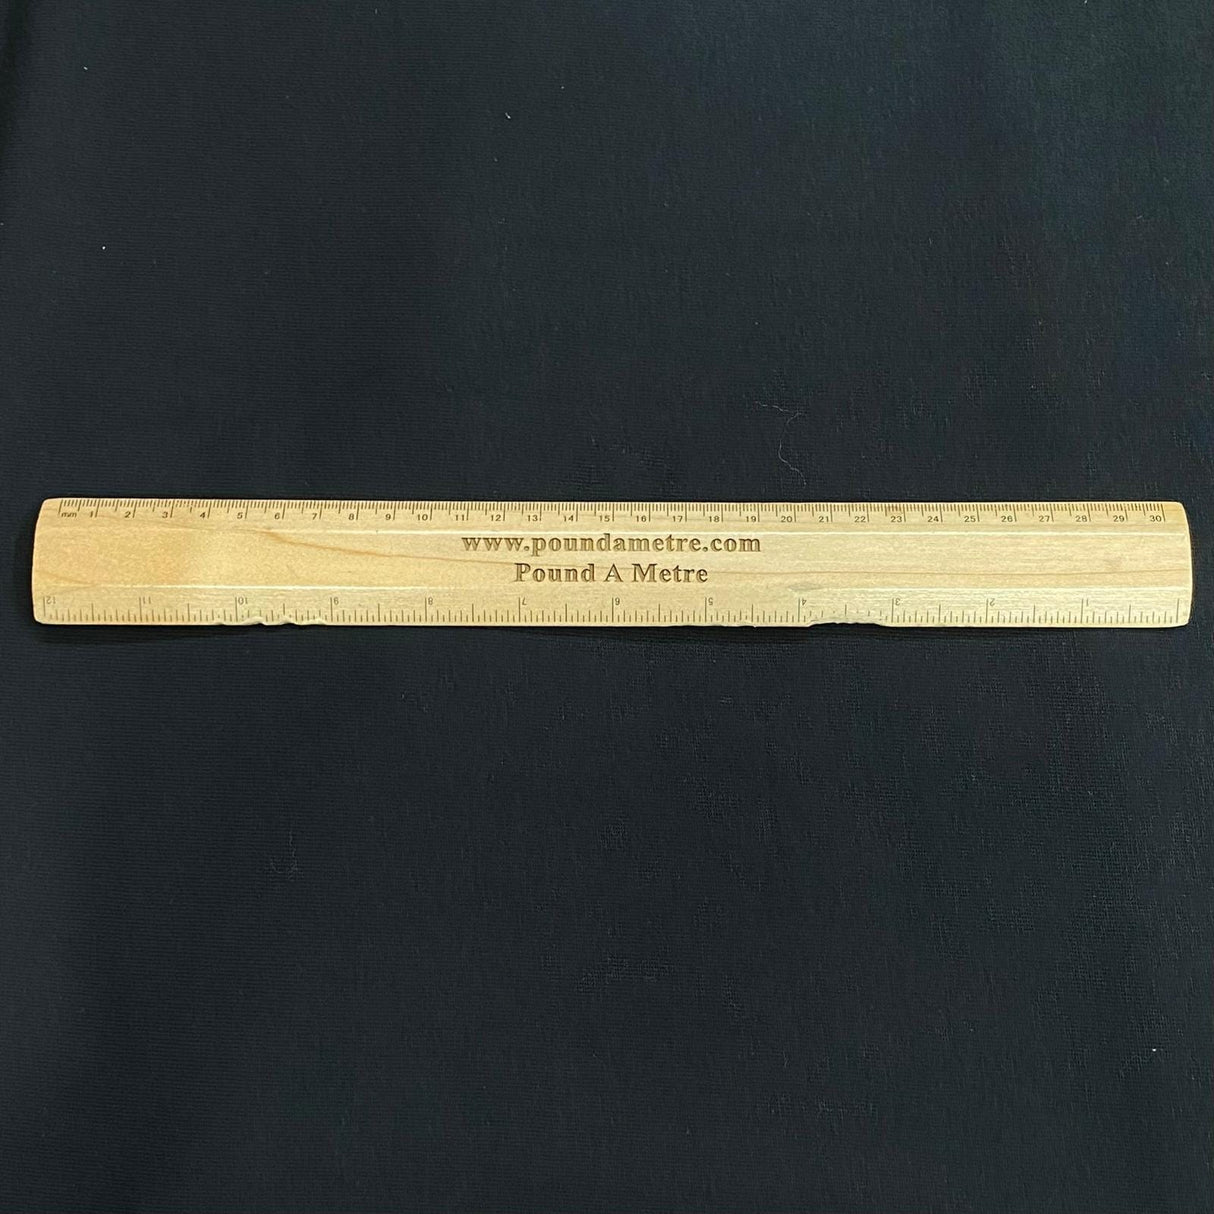 mm 1 2 3 4 5 6 7 8 9 10 11 12 13 14 15 16 17 18 19 20 21 22 23 24 25 26 27 28 29 30
www.poundametre.com
Pound A Metre
12 11 10 9 8 7 6 5 4 3 2 1